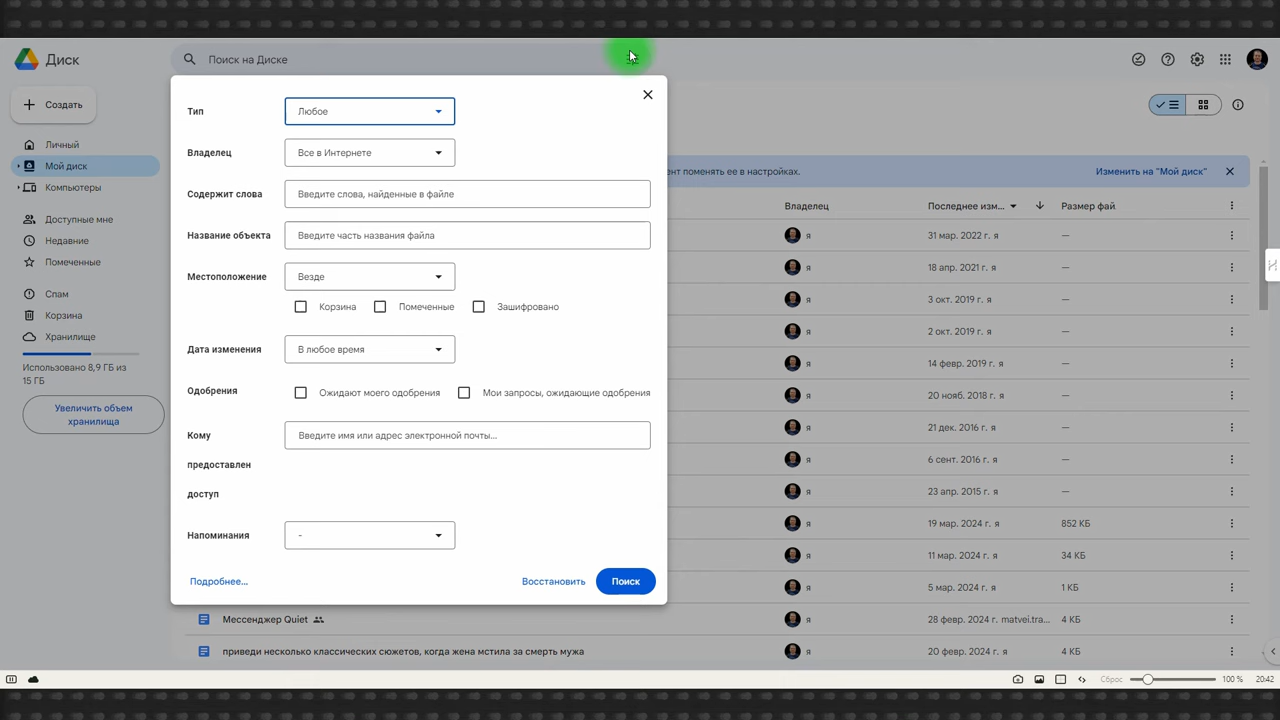 Диск
Поиск на Диске
Создать
Личный
Мой диск
Компьютеры
Доступные мне
Недавние
Помеченные
Спам
Корзина
Хранилище
Использовано 8,9 ГБ из
15 ГБ
Увеличить объем
хранилища
Тип
Любое
Владелец
Все в Интернете
Содержит слова
Введите слова, найденные в файле
Название объекта
Введите часть названия файла
Местоположение
Везде
Корзина
Помеченные
Зашифровано
Дата изменения
В любое время
Одобрения
Ожидают моего одобрения
Мои запросы, ожидающие одобрения
Кому
предоставлен
доступ
Введите имя или адрес электронной почты...
Напоминания
-
Подробнее...
Восстановить
Поиск
ент поменять ее в настройках.
Изменить на "Мой диск"
Владелец
Последнее изм...
Размер фай
я
31 мар. 2022 г. я
—
я
18 апр. 2021 г. я
—
я
3 окт. 2019 г. я
—
я
2 окт. 2019 г. я
—
я
14 февр. 2019 г. я
—
я
20 нояб. 2018 г. я
—
я
21 дек. 2016 г. я
—
я
6 сент. 2016 г. я
—
я
23 апр. 2015 г. я
—
я
19 мар. 2024 г. я
852 КБ
я
11 мар. 2024 г. я
34 КБ
я
5 мар. 2024 г. я
1 КБ
Мессенджер Quiet
я
28 февр. 2024 г. matvei.tra...
4 КБ
приведи несколько классических сюжетов, когда жена мстила за смерть мужа
я
20 февр. 2024 г. я
4 КБ
Сброс
100 %
20:42